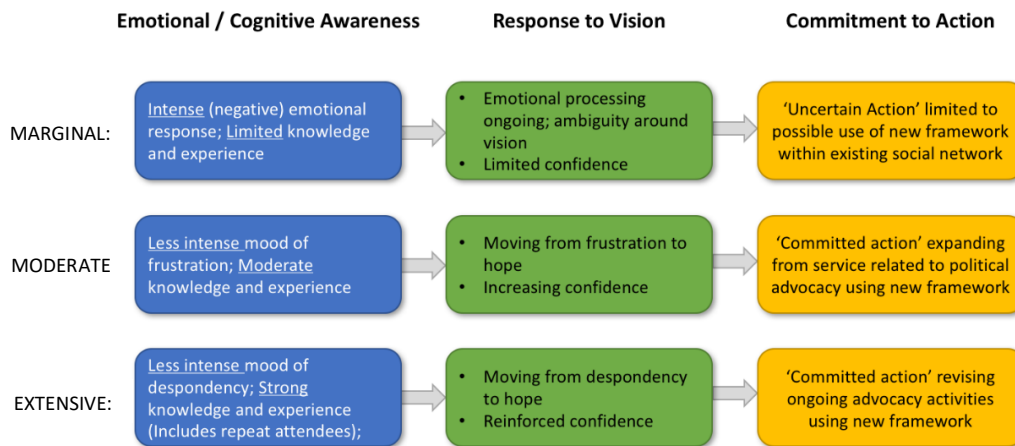 Emotional / Cognitive Awareness
Response to Vision
Commitment to Action
MARGINAL:
Intense (negative) emotional
response; Limited knowledge
and experience
• Emotional processing
ongoing; ambiguity around
vision
• Limited confidence
‘Uncertain Action’ limited to
possible use of new framework
within existing social network
MODERATE
Less intense mood of
frustration; Moderate
knowledge and experience
• Moving from frustration to
hope
• Increasing confidence
‘Committed action’ expanding
from service related to political
advocacy using new framework
EXTENSIVE:
Less intense mood of
despondency; Strong
knowledge and experience
(Includes repeat attendees);
• Moving from despondency
to hope
• Reinforced confidence
‘Committed action’ revising
ongoing advocacy activities
using new framework